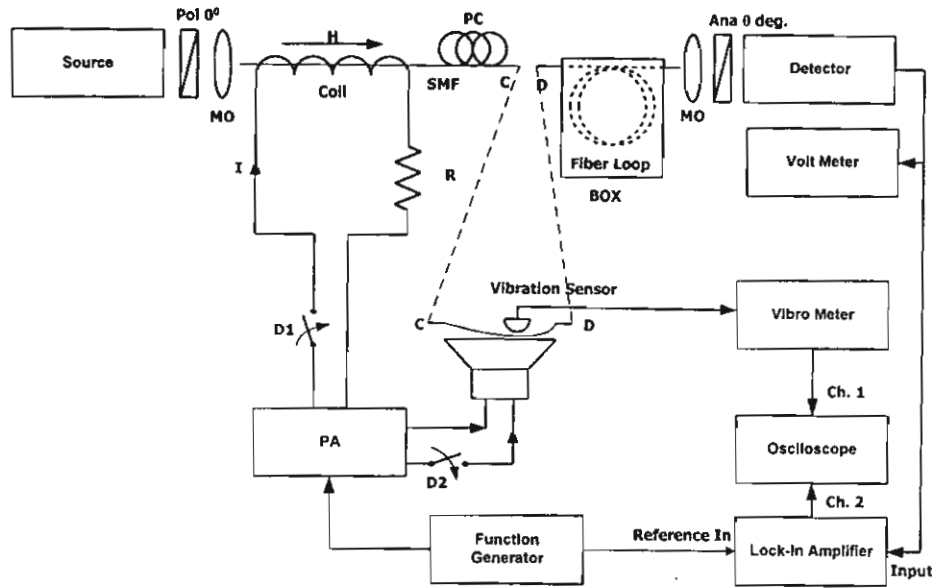 Pol 0⁰
PC
Ana θ deg.
H
Source
Detector
Coil
SMF
C
D
MO
MO
Fiber Loop
BOX
Volt Meter
I
R
Vibration Sensor
C
D
Vibro Meter
D1
Ch. 1
PA
Osciloscope
D2
Ch. 2
Function
Generator
Reference In
Lock-In Amplifier
Input